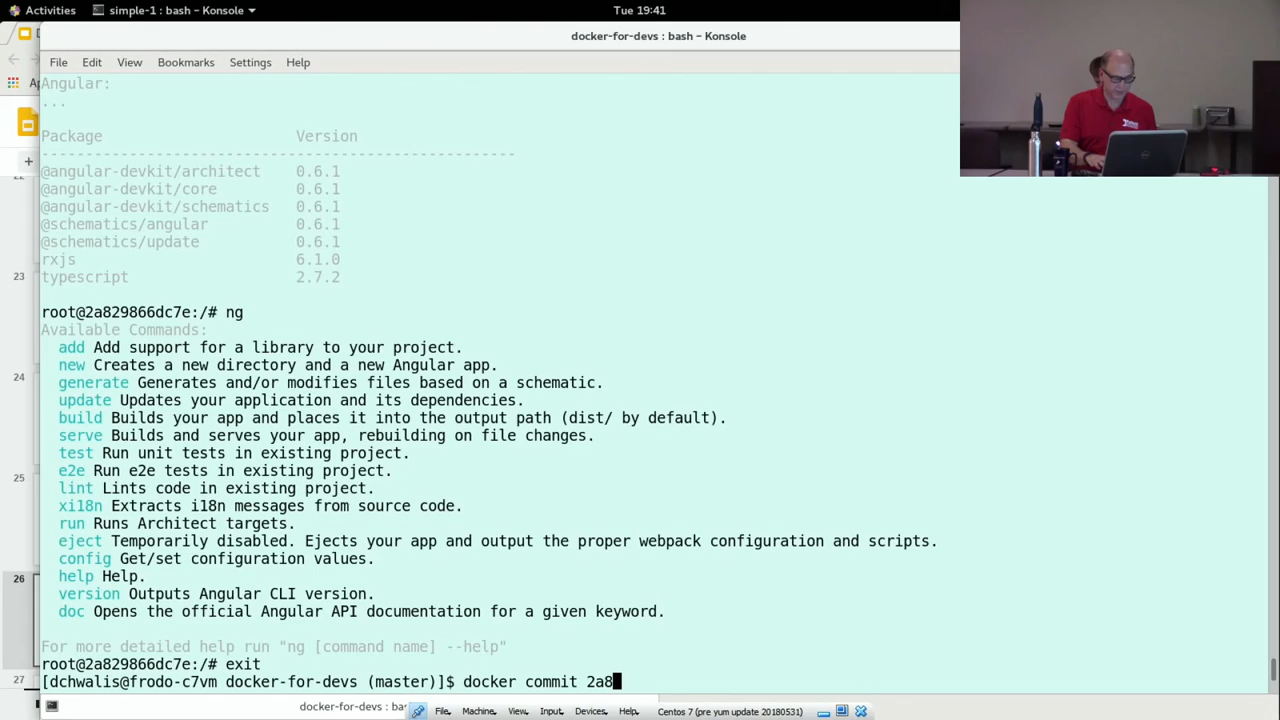 Activities simple-1 : bash – Konsole Tue 19:41
docker-for-devs : bash – Konsole
File Edit View Bookmarks Settings Help
Angular:
...
Package Version
------------------------------------------------------
@angular-devkit/architect 0.6.1
@angular-devkit/core 0.6.1
@angular-devkit/schematics 0.6.1
@schematics/angular 0.6.1
@schematics/update 0.6.1
rxjs 6.1.0
typescript 2.7.2
root@2a829866dc7e:/# ng
Available Commands:
add Add support for a library to your project.
new Creates a new directory and a new Angular app.
generate Generates and/or modifies files based on a schematic.
update Updates your application and its dependencies.
build Builds your app and places it into the output path (dist/ by default).
serve Builds and serves your app, rebuilding on file changes.
test Run unit tests in existing project.
e2e Run e2e tests in existing project.
lint Lints code in existing project.
xi18n Extracts i18n messages from source code.
run Runs Architect targets.
eject Temporarily disabled. Ejects your app and output the proper webpack configuration and scripts.
config Get/set configuration values.
help Help.
version Outputs Angular CLI version.
doc Opens the official Angular API documentation for a given keyword.
For more detailed help run "ng [command name] --help"
root@2a829866dc7e:/# exit
[dchwalis@frodo-c7vm docker-for-devs (master)]$ docker commit 2a8
23
24
25
26
27
docker-for-devs : ba
File Machine View Input Devices Help Centos 7 (pre yum update 20180531)